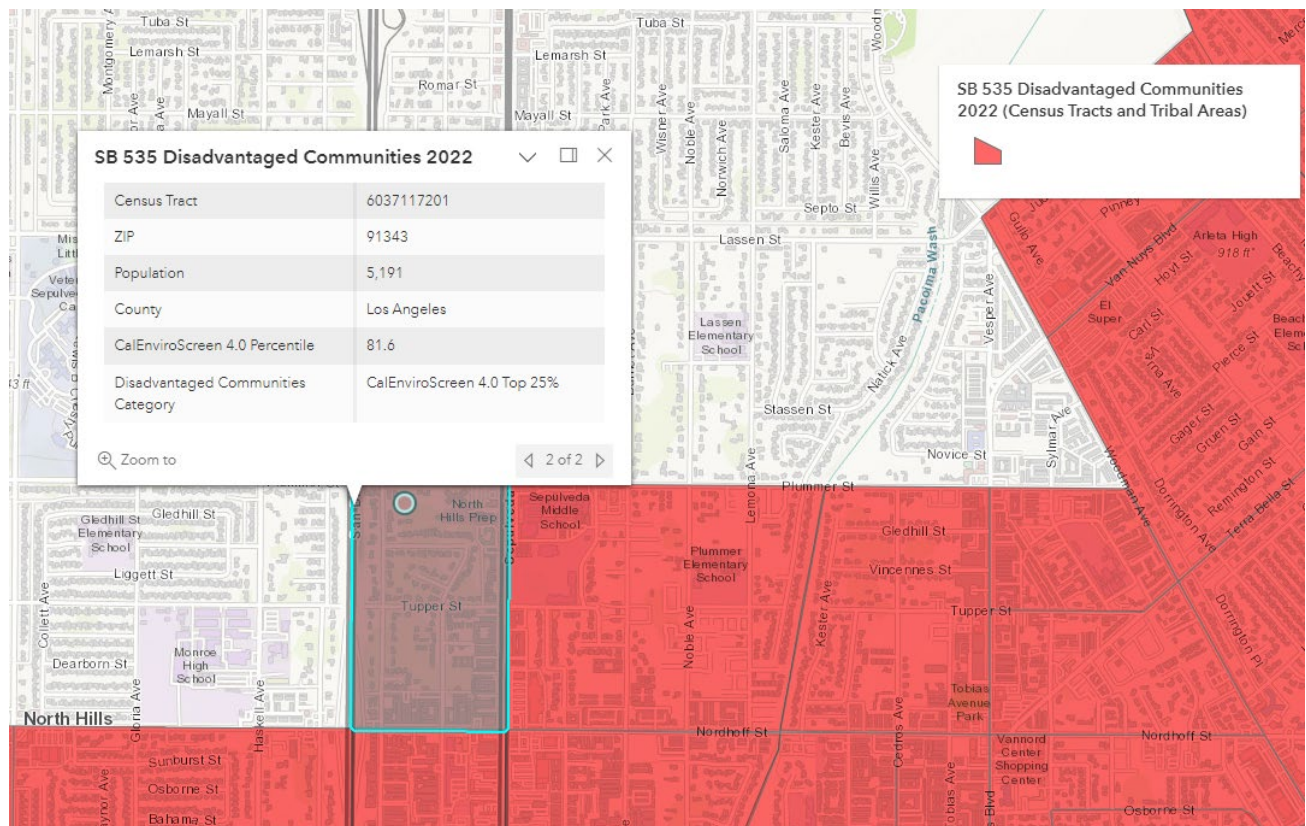 Tuba St
Tuba St
Lemarsh St
Lemarsh St
Romar St
Mayall St
Mayall St
Montgomery Ave
Park Ave
Wisner Ave
Noble Ave
Norwich Ave
Saloma Ave
Kester Ave
Bevis Ave
Willis Ave
SB 535 Disadvantaged Communities
2022 (Census Tracts and Tribal Areas)
SB 535 Disadvantaged Communities 2022
Census Tract 6037117201
ZIP 91343
Population 5,191
County Los Angeles
CalEnviroScreen 4.0 Percentile 81.6
Disadvantaged Communities CalEnviroScreen 4.0 Top 25%
Category
Zoom to
2 of 2
Septo St
Lassen St
Pacoima Wash
Gullo Ave
Van Nuys Blvd
Arleta High
918 ft
Hoyt St
Jouett St
El
Super
Carl St
Pierce St
Vesper Ave
Lassen
Elementary
School
Natick Ave
Stassen St
Novice St
Sylmar Ave
Gager St
Gruen St
Gain St
Remington St
Terra Bella St
Woodman Ave
Dorrington Ave
Dorrington Pl
Plummer St
Lemona Ave
North
Hills Prep
Sepulveda
Middle
School
Gledhill St
Elementary
School
Gledhill St
Liggett St
Collett Ave
Dearborn St
Monroe
High
School
Gloria Ave
Haskell Ave
North Hills
Tupper St
Plummer
Elementary
School
Noble Ave
Kester Ave
Gledhill St
Vincennes St
Tupper St
Tobias
Avenue
Park
Cedros Ave
Nordhoff St
Nordhoff St
Vannord
Center
Shopping
Center
Sunburst St
Osborne St
Bahama St
Osborne St